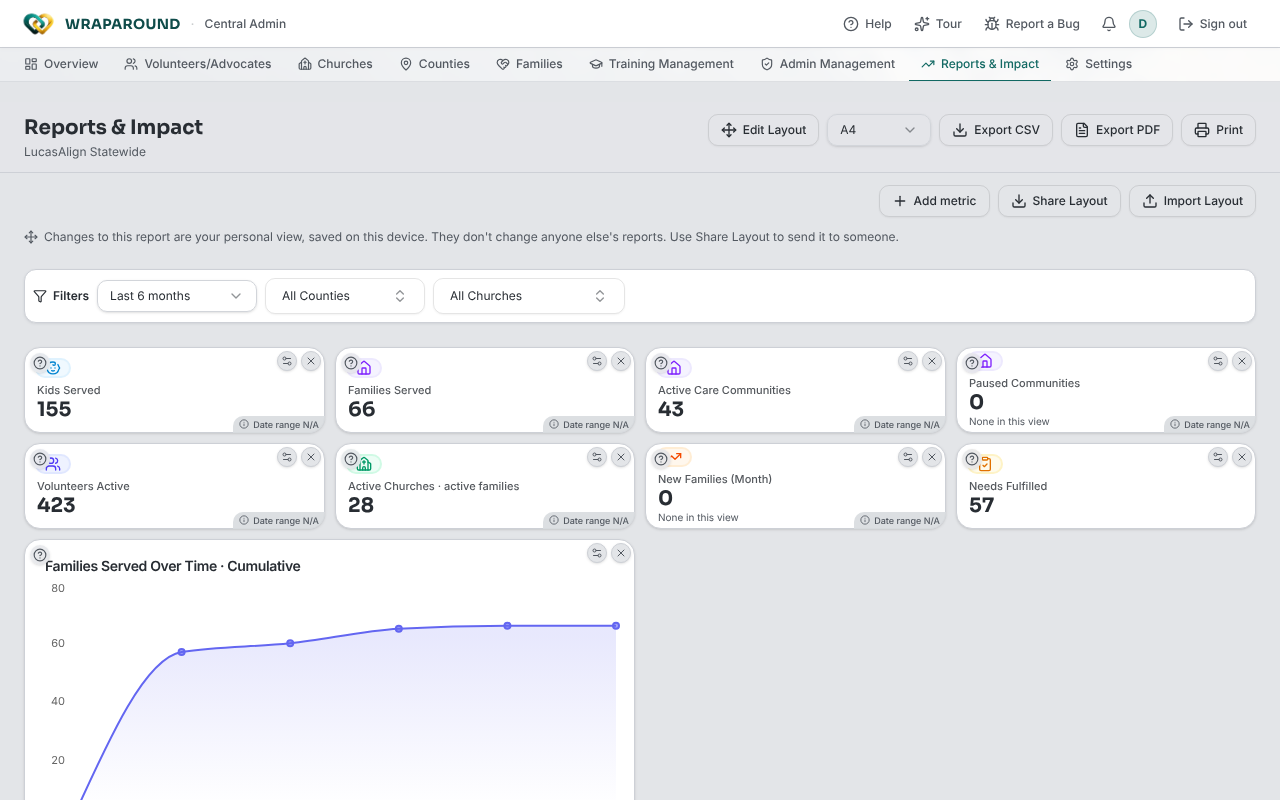 WRAPAROUND · Central Admin
Help
Tour
Report a Bug
D
Sign out
Overview
Volunteers/Advocates
Churches
Counties
Families
Training Management
Admin Management
Reports & Impact
Settings
Reports & Impact
LucasAlign Statewide
Edit Layout
A4
Export CSV
Export PDF
Print
Add metric
Share Layout
Import Layout
Changes to this report are your personal view, saved on this device. They don't change anyone else's reports. Use Share Layout to send it to someone.
Filters
Last 6 months
All Counties
All Churches
Kids Served
155
Date range N/A
Families Served
66
Date range N/A
Active Care Communities
43
Date range N/A
Paused Communities
0
None in this view
Date range N/A
Volunteers Active
423
Date range N/A
Active Churches · active families
28
Date range N/A
New Families (Month)
0
None in this view
Date range N/A
Needs Fulfilled
57
Families Served Over Time · Cumulative
80
60
40
20